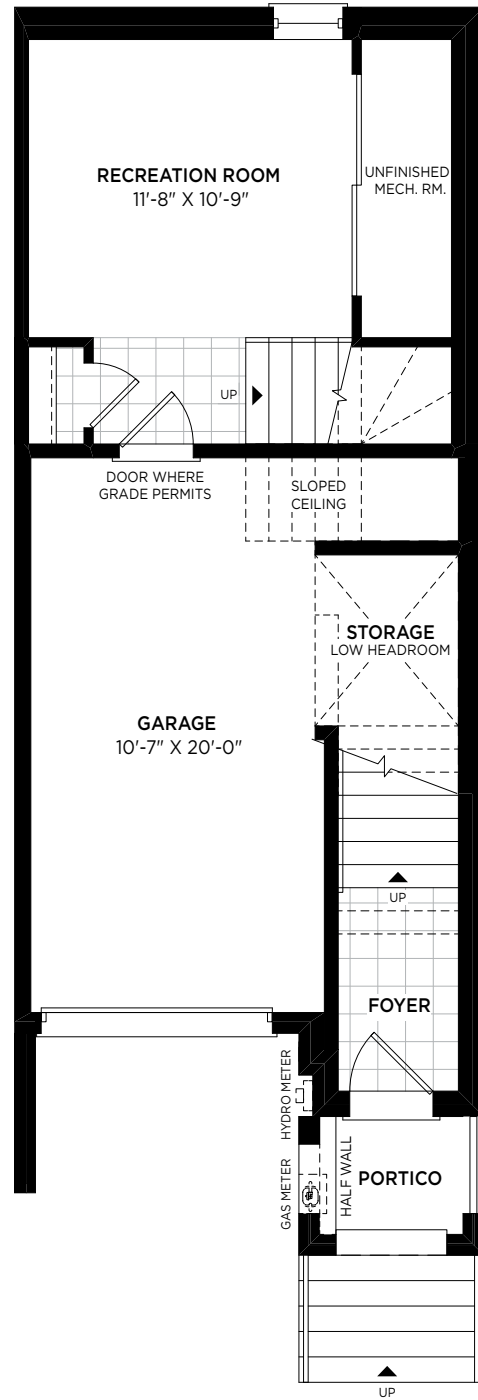 RECREATION ROOM
11'-8" X 10'-9"
UNFINISHED
MECH. RM.
UP
DOOR WHERE
GRADE PERMITS
SLOPED
CEILING
STORAGE
LOW HEADROOM
GARAGE
10'-7" X 20'-0"
UP
FOYER
HYDRO METER
GAS METER
HALF WALL
PORTICO
UP